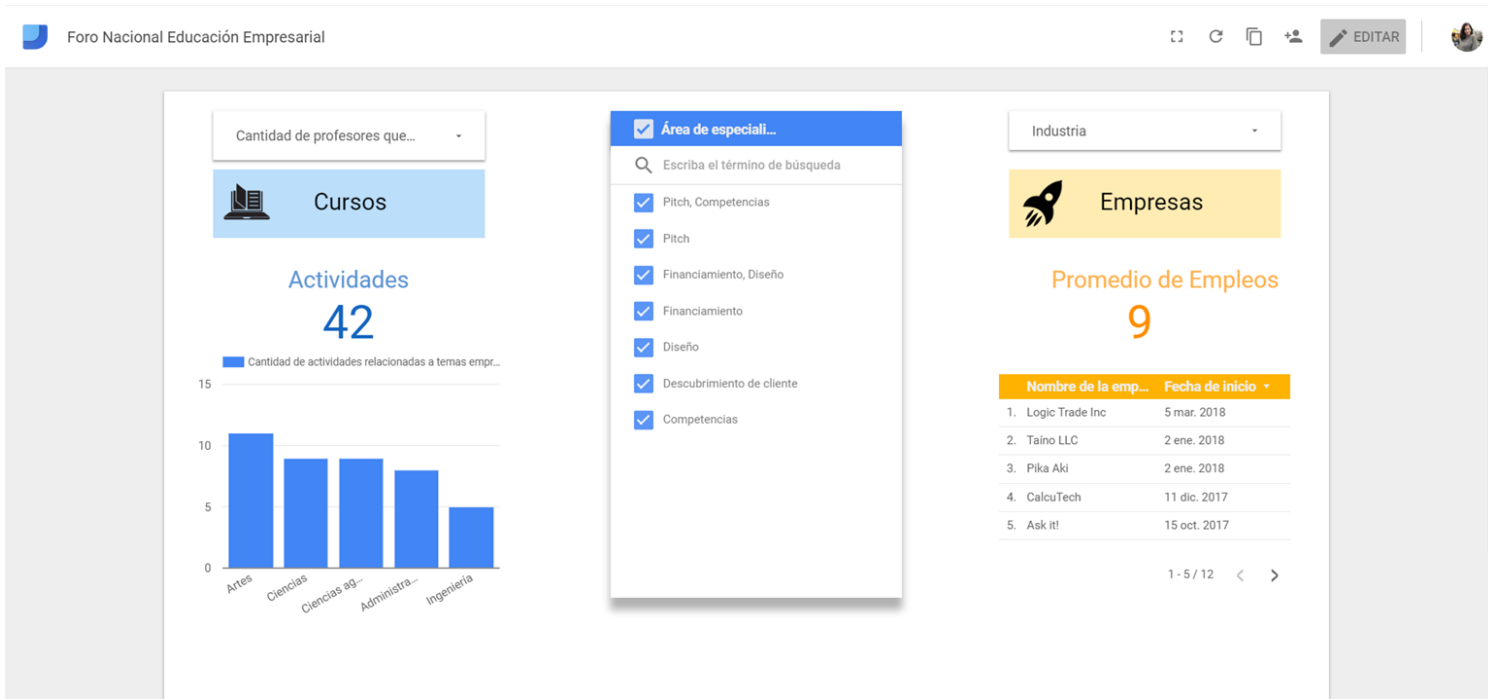 Foro Nacional Educación Empresarial
EDITAR
Cantidad de profesores que...
Cursos
Actividades
42
Cantidad de actividades relacionadas a temas empr...
15
10
5
0
Artes
Ciencias
Ciencias ag...
Administra...
Ingeniería
Área de especiali...
Escriba el término de búsqueda
Pitch, Competencias
Pitch
Financiamiento, Diseño
Financiamiento
Diseño
Descubrimiento de cliente
Competencias
Industria
Empresas
Promedio de Empleos
9
Nombre de la emp... Fecha de inicio
1. Logic Trade Inc 5 mar. 2018
2. Taíno LLC 2 ene. 2018
3. Pika Aki 2 ene. 2018
4. CalcuTech 11 dic. 2017
5. Ask it! 15 oct. 2017
1 - 5 / 12